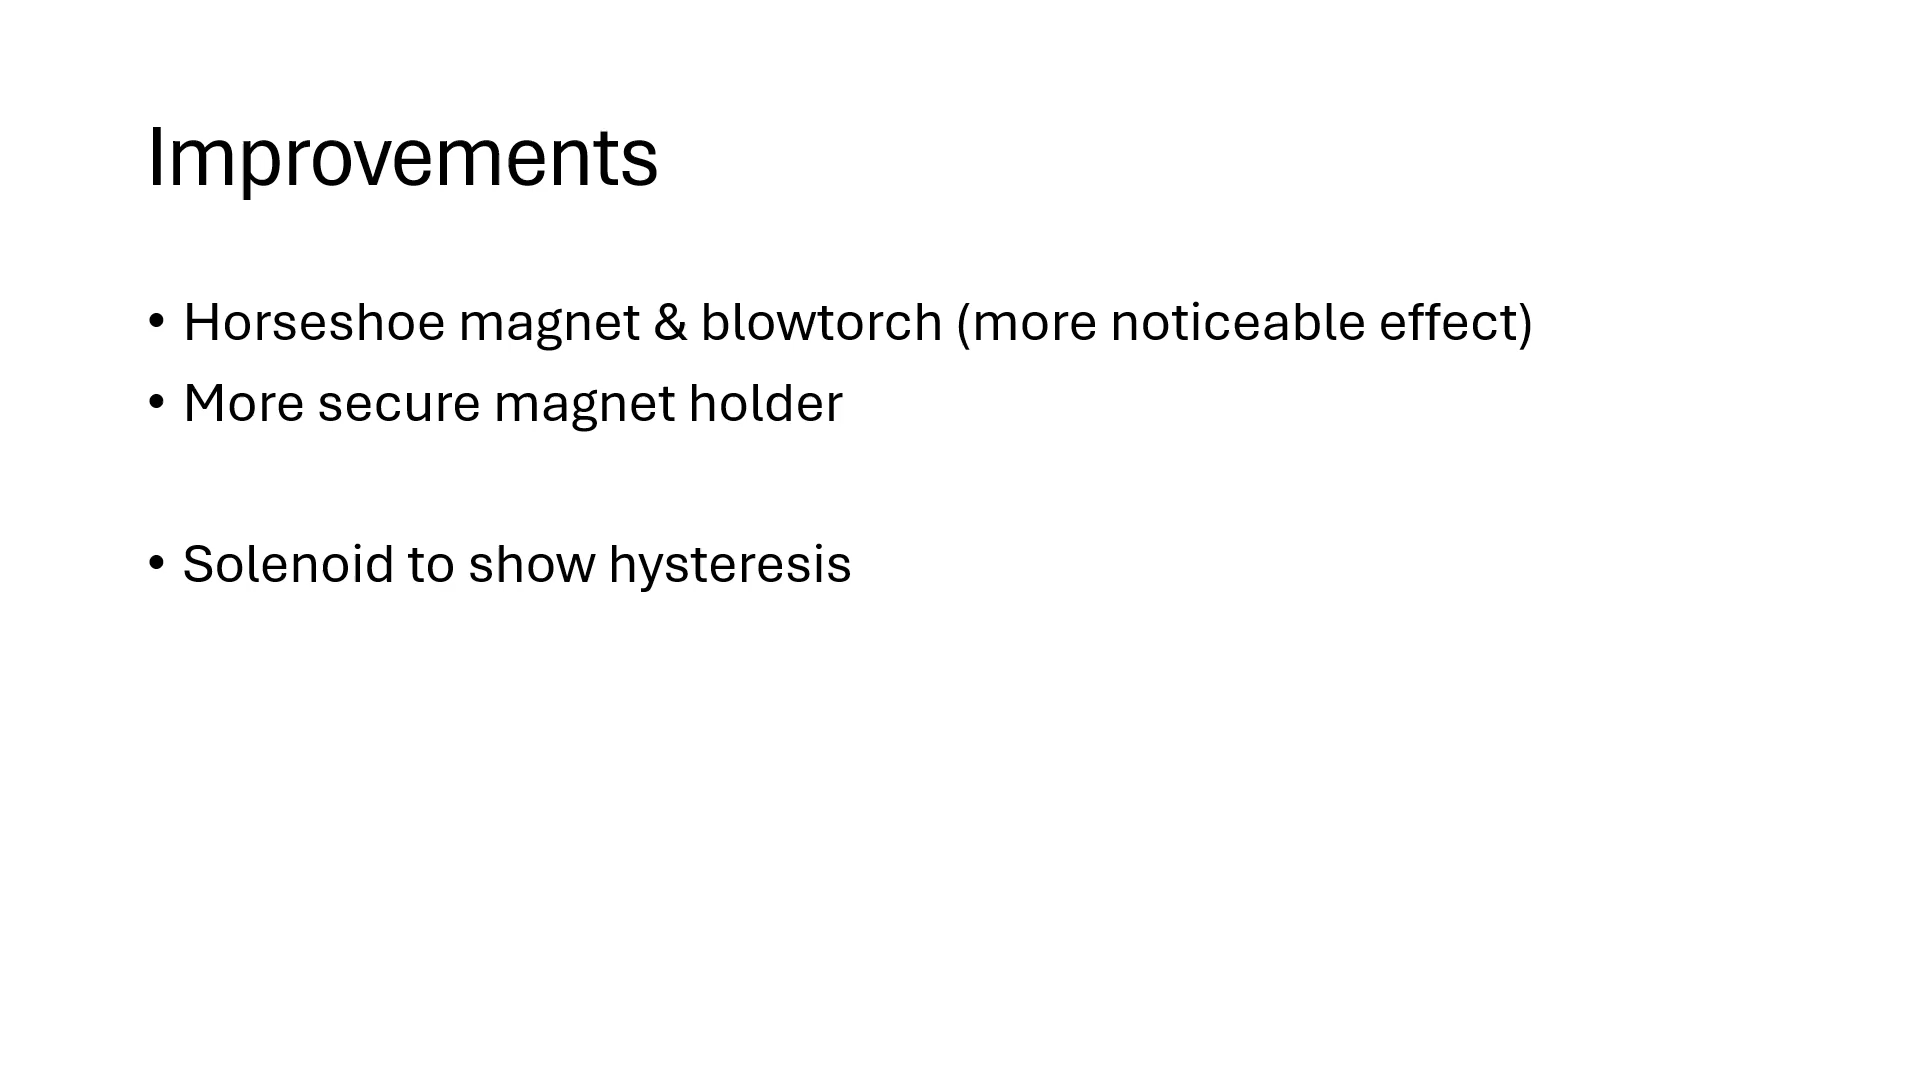 Improvements
• Horseshoe magnet & blowtorch (more noticeable effect)
• More secure magnet holder
• Solenoid to show hysteresis